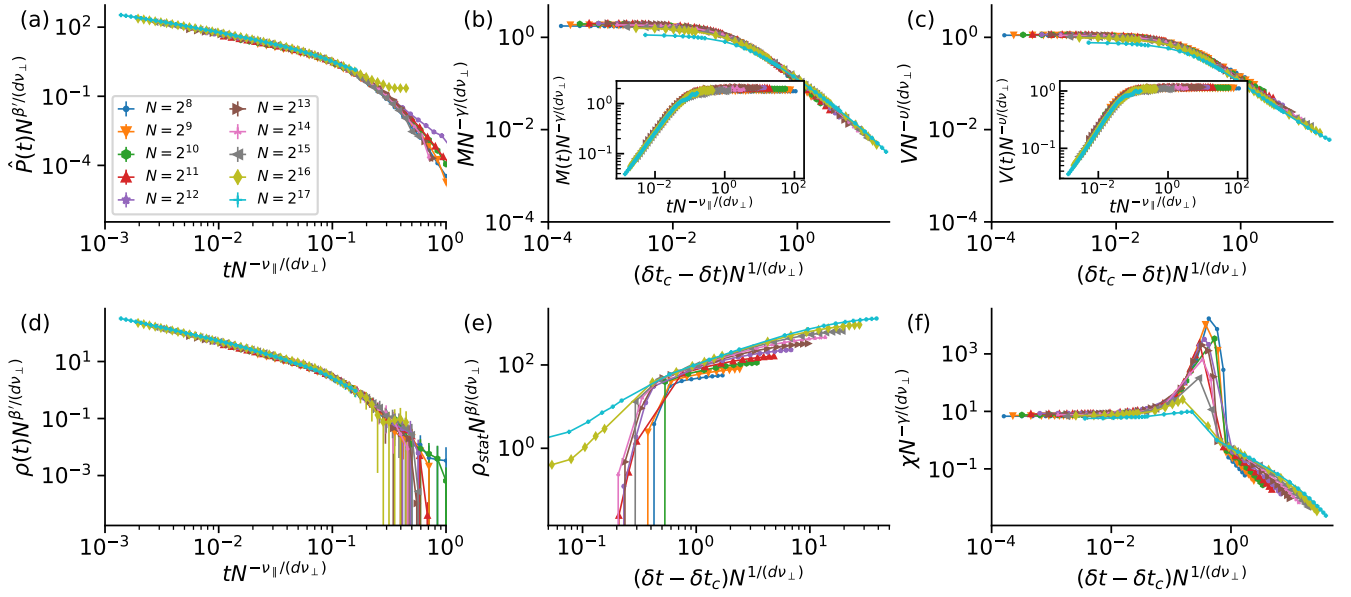 (a)
P̂(t)N^{β′/(dν⊥)}
10^2
10^{-1}
10^{-4}
N = 2^8
N = 2^9
N = 2^{10}
N = 2^{11}
N = 2^{12}
N = 2^{13}
N = 2^{14}
N = 2^{15}
N = 2^{16}
N = 2^{17}
10^{-3} 10^{-2} 10^{-1} 10^0
tN^{-ν∥/(dν⊥)}
(b)
MN^{-γ/(dν⊥)}
10^0
10^{-2}
10^{-4}
M(t)N^{-γ/(dν⊥)}
10^0
10^{-1}
10^{-2} 10^0 10^2
tN^{-ν∥/(dν⊥)}
10^{-4} 10^{-2} 10^0
(δt_c − δt)N^{1/(dν⊥)}
(c)
VN^{-υ/(dν⊥)}
10^0
10^{-2}
10^{-4}
V(t)N^{-υ/(dν⊥)}
10^0
10^{-1}
10^{-2} 10^0 10^2
tN^{-ν∥/(dν⊥)}
10^{-4} 10^{-2} 10^0
(δt_c − δt)N^{1/(dν⊥)}
(d)
ρ(t)N^{β′/(dν⊥)}
10^1
10^{-1}
10^{-3}
10^{-3} 10^{-2} 10^{-1} 10^0
tN^{-ν∥/(dν⊥)}
(e)
ρ_{stat}N^{β/(dν⊥)}
10^2
10^0
10^{-1} 10^0 10^1
(δt − δt_c)N^{1/(dν⊥)}
(f)
χN^{-γ/(dν⊥)}
10^3
10^1
10^{-1}
10^{-4} 10^{-2} 10^0
(δt − δt_c)N^{1/(dν⊥)}